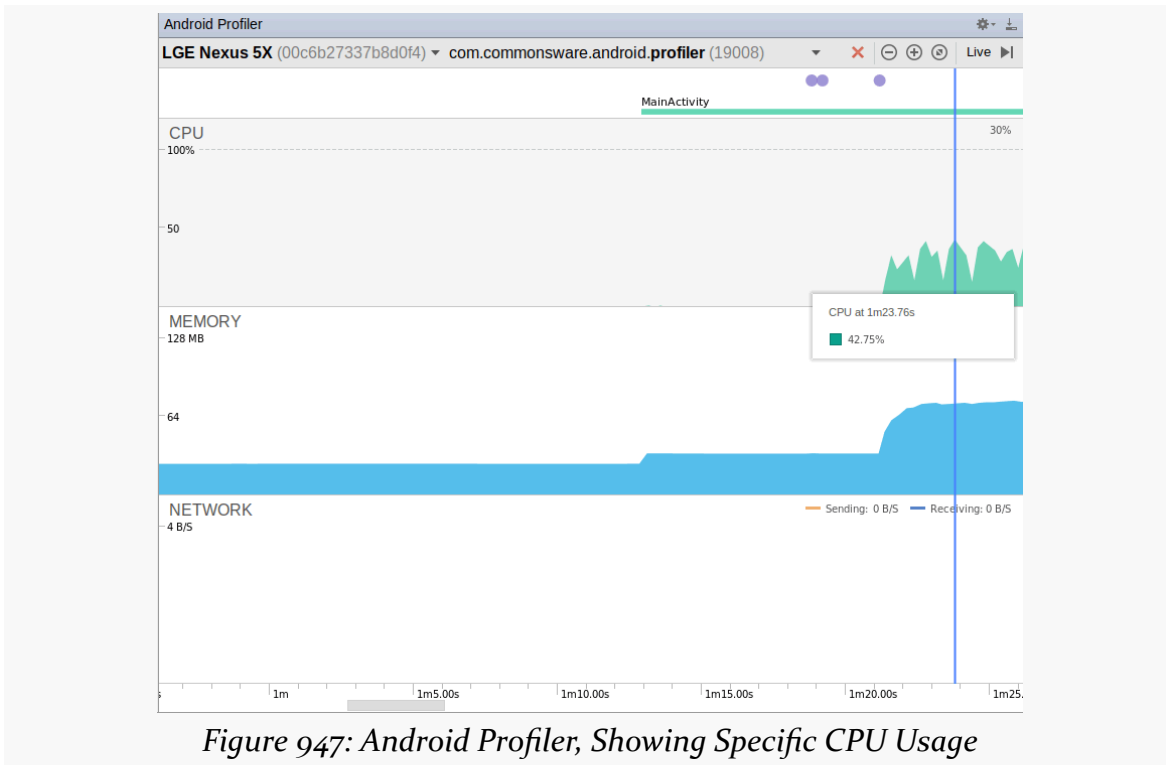 Android Profiler
LGE Nexus 5X (00c6b27337b8d0f4) com.commonsware.android.profiler (19008) Live
MainActivity
CPU 30%
100%
50
CPU at 1m23.76s
42.75%
MEMORY
128 MB
64
NETWORK Sending: 0 B/S Receiving: 0 B/S
4 B/S
s 1m 1m5.00s 1m10.00s 1m15.00s 1m20.00s 1m25.
Figure 947: Android Profiler, Showing Specific CPU Usage